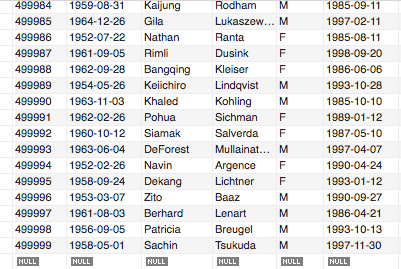 499984 1959-08-31 Kaijung Rodham M 1985-09-11
499985 1964-12-26 Gila Lukaszew... M 1997-02-11
499986 1952-07-22 Nathan Ranta F 1985-08-11
499987 1961-09-05 Rimli Dusink F 1998-09-20
499988 1962-09-28 Bangqing Kleiser F 1986-06-06
499989 1954-05-26 Keiichiro Lindqvist M 1993-10-28
499990 1963-11-03 Khaled Kohling M 1985-10-10
499991 1962-02-26 Pohua Sichman F 1989-01-12
499992 1960-10-12 Siamak Salverda F 1987-05-10
499993 1963-06-04 DeForest Mullainat... M 1997-04-07
499994 1952-02-26 Navin Argence F 1990-04-24
499995 1958-09-24 Dekang Lichtner F 1993-01-12
499996 1953-03-07 Zito Baaz M 1990-09-27
499997 1961-08-03 Berhard Lenart M 1986-04-21
499998 1956-09-05 Patricia Breugel M 1993-10-13
499999 1958-05-01 Sachin Tsukuda M 1997-11-30
NULL NULL NULL NULL NULL NULL